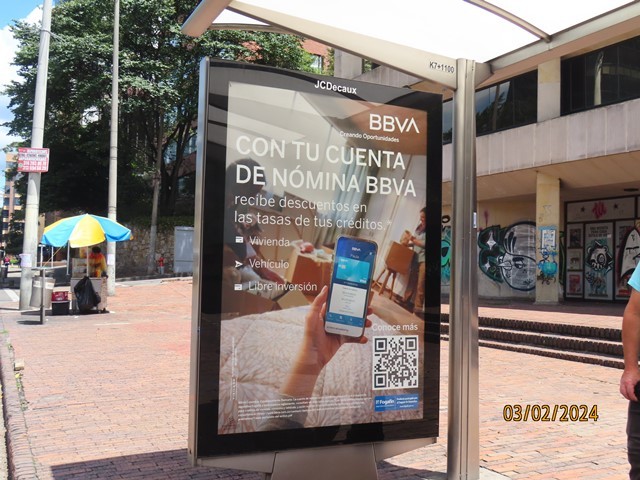 K7+1100
JCDecaux
BBVA
Creando Oportunidades
CON TU CUENTA
DE NÓMINA BBVA
recibe descuentos en
las tasas de tus créditos.*
Vivienda
Vehículo
Libre inversión
Conoce más
03/02/2024